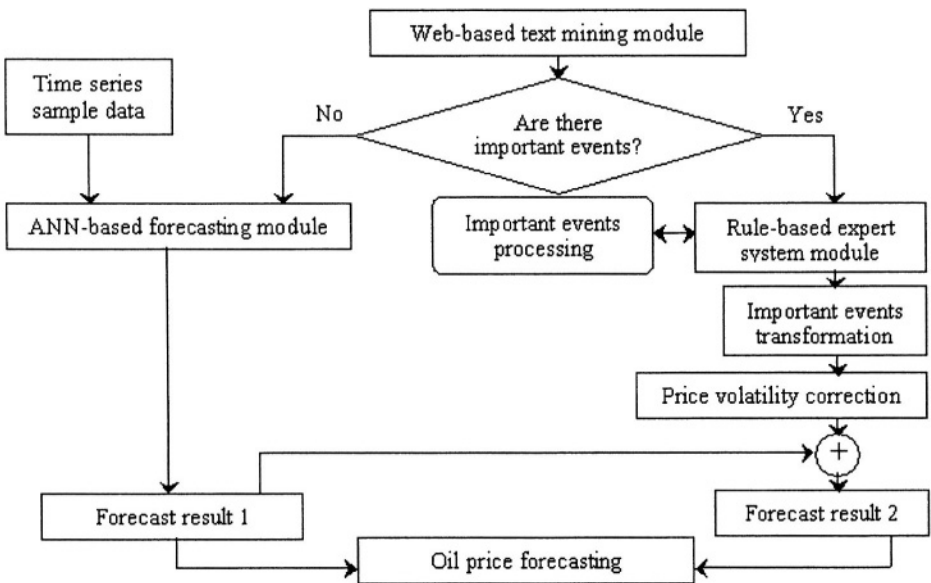 Web-based text mining module
Time series
sample data
No
Are there
important events?
Yes
ANN-based forecasting module
Important events
processing
Rule-based expert
system module
Important events
transformation
Price volatility correction
+
Forecast result 1
Forecast result 2
Oil price forecasting